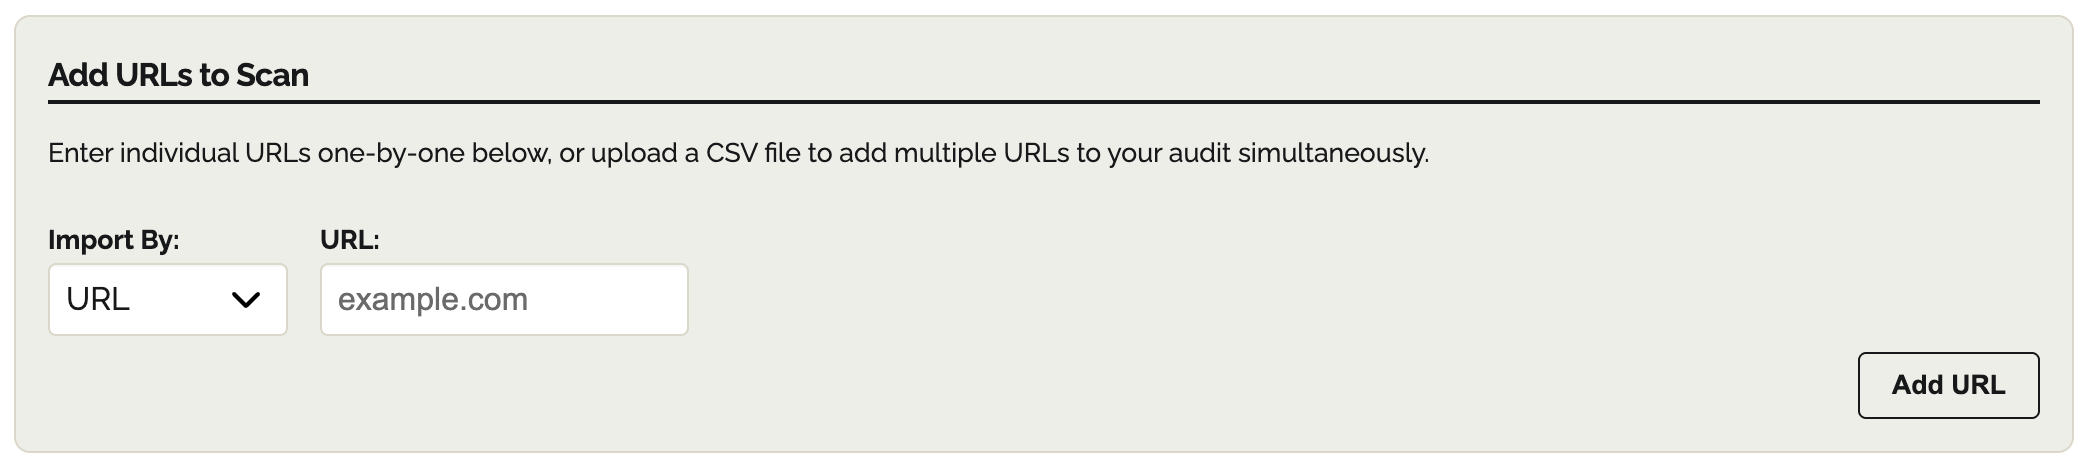 Add URLs to Scan
Enter individual URLs one-by-one below, or upload a CSV file to add multiple URLs to your audit simultaneously.
Import By:
URL:
URL
example.com
Add URL